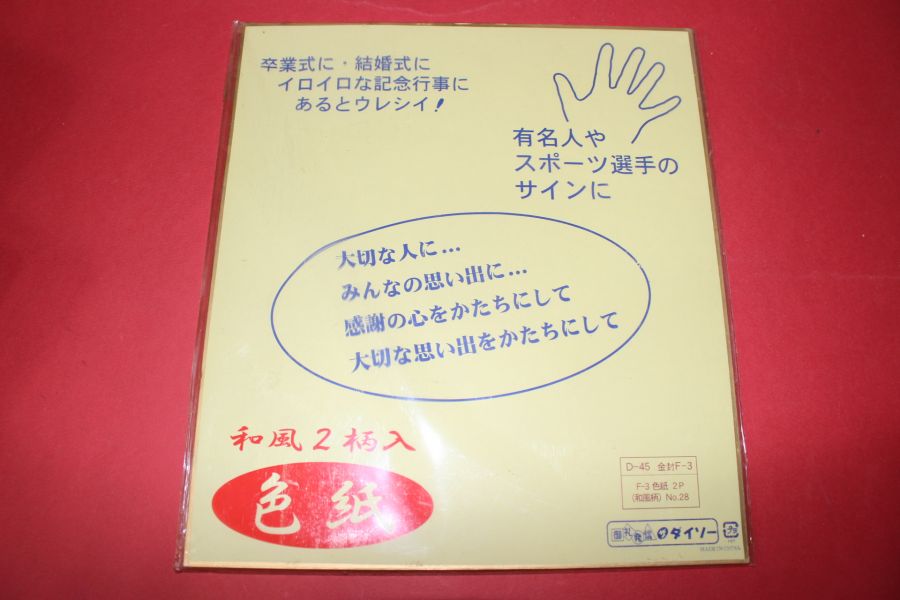 卒業式に・結婚式に
イロイロな記念行事に
あるとウレシイ!
有名人や
スポーツ選手の
サインに
大切な人に…
みんなの思い出に…
感謝の心をかたちにして
大切な思い出をかたちにして
和風2柄入
色紙
D-45 金封F-3
F-3 色紙 2P
(和風柄) No.28
ダイソー
プラ
MADE IN CHINA